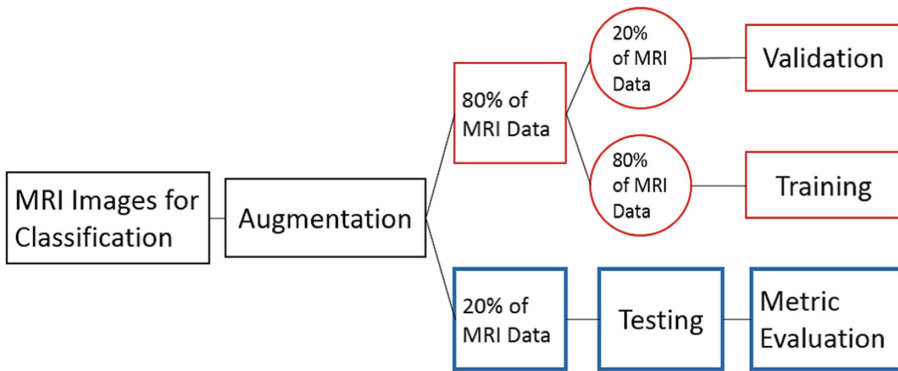 MRI Images for
Classification
Augmentation
80% of
MRI Data
20%
of MRI
Data
Validation
80%
of MRI
Data
Training
20% of
MRI Data
Testing
Metric
Evaluation